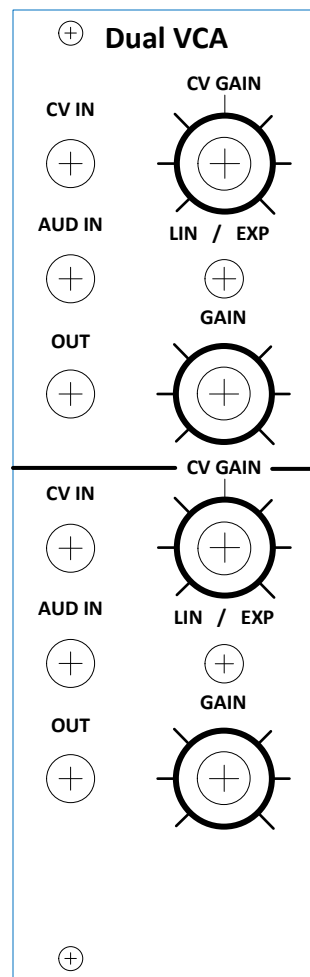 Dual VCA
CV GAIN
CV IN
AUD IN
LIN / EXP
OUT
GAIN
CV GAIN
CV IN
AUD IN
LIN / EXP
OUT
GAIN